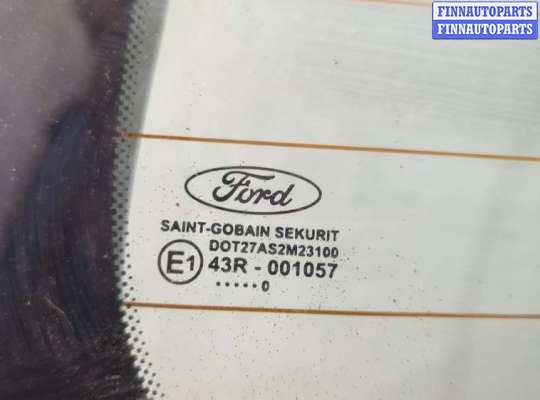 FINNAUTOPARTS
FINNAUTOPARTS
Ford
SAINT-GOBAIN SEKURIT
DOT27AS2M23100
E1 43R - 001057
·····0